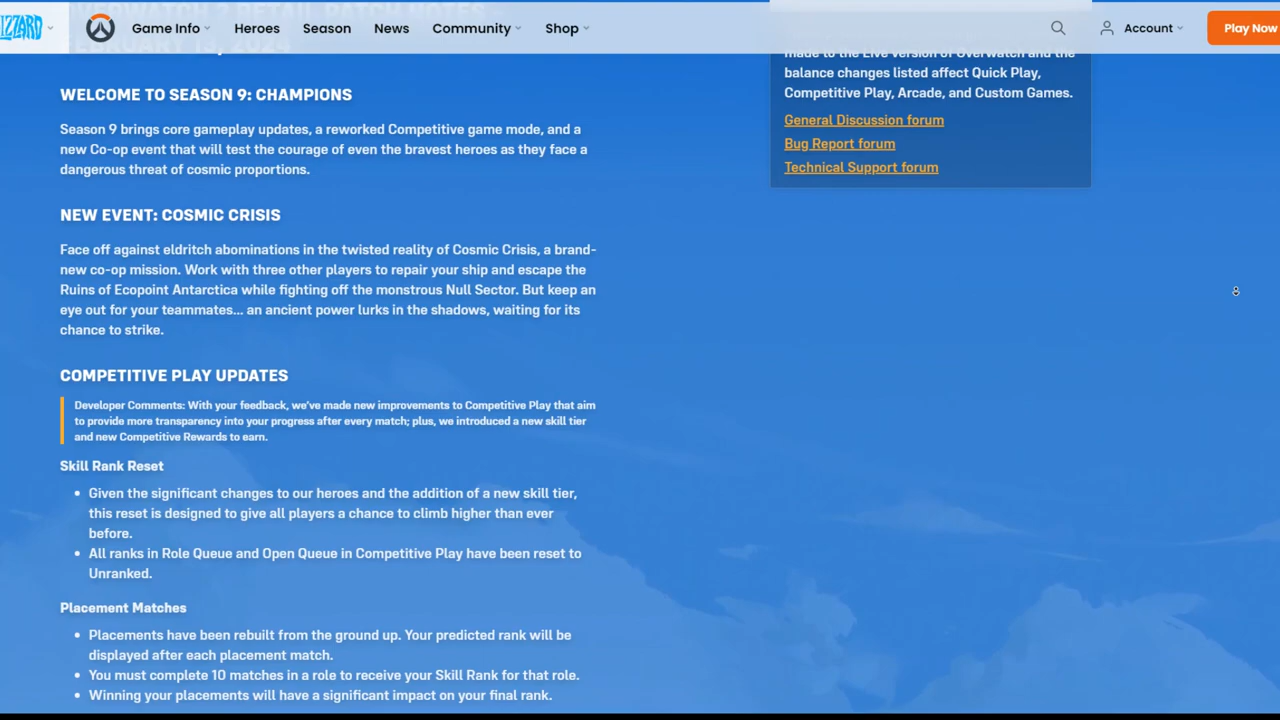 BLIZZARD
Game Info
Heroes
Season
News
Community
Shop
Account
Play Now
WELCOME TO SEASON 9: CHAMPIONS
Season 9 brings core gameplay updates, a reworked Competitive game mode, and a
new Co-op event that will test the courage of even the bravest heroes as they face a
dangerous threat of cosmic proportions.
NEW EVENT: COSMIC CRISIS
Face off against eldritch abominations in the twisted reality of Cosmic Crisis, a brand-
new co-op mission. Work with three other players to repair your ship and escape the
Ruins of Ecopoint Antarctica while fighting off the monstrous Null Sector. But keep an
eye out for your teammates... an ancient power lurks in the shadows, waiting for its
chance to strike.
COMPETITIVE PLAY UPDATES
Developer Comments: With your feedback, we've made new improvements to Competitive Play that aim
to provide more transparency into your progress after every match; plus, we introduced a new skill tier
and new Competitive Rewards to earn.
Skill Rank Reset
Given the significant changes to our heroes and the addition of a new skill tier,
this reset is designed to give all players a chance to climb higher than ever
before.
All ranks in Role Queue and Open Queue in Competitive Play have been reset to
Unranked.
Placement Matches
Placements have been rebuilt from the ground up. Your predicted rank will be
displayed after each placement match.
You must complete 10 matches in a role to receive your Skill Rank for that role.
Winning your placements will have a significant impact on your final rank.
made to the Live version of Overwatch and the
balance changes listed affect Quick Play,
Competitive Play, Arcade, and Custom Games.
General Discussion forum
Bug Report forum
Technical Support forum